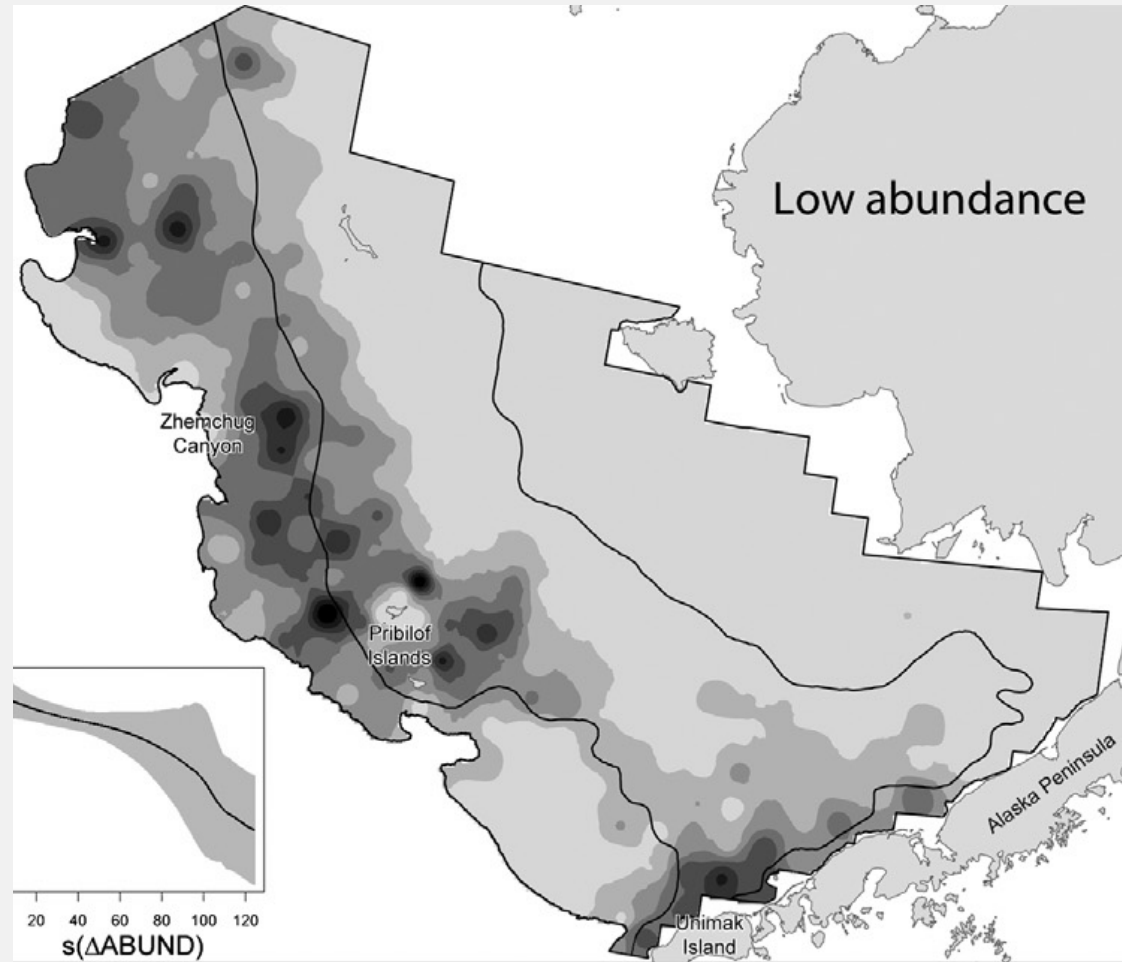 Low abundance
Zhemchug
Canyon
Pribilof
Islands
Alaska Peninsula
Unimak
Island
20 40 60 80 100 120
s(ΔABUND)